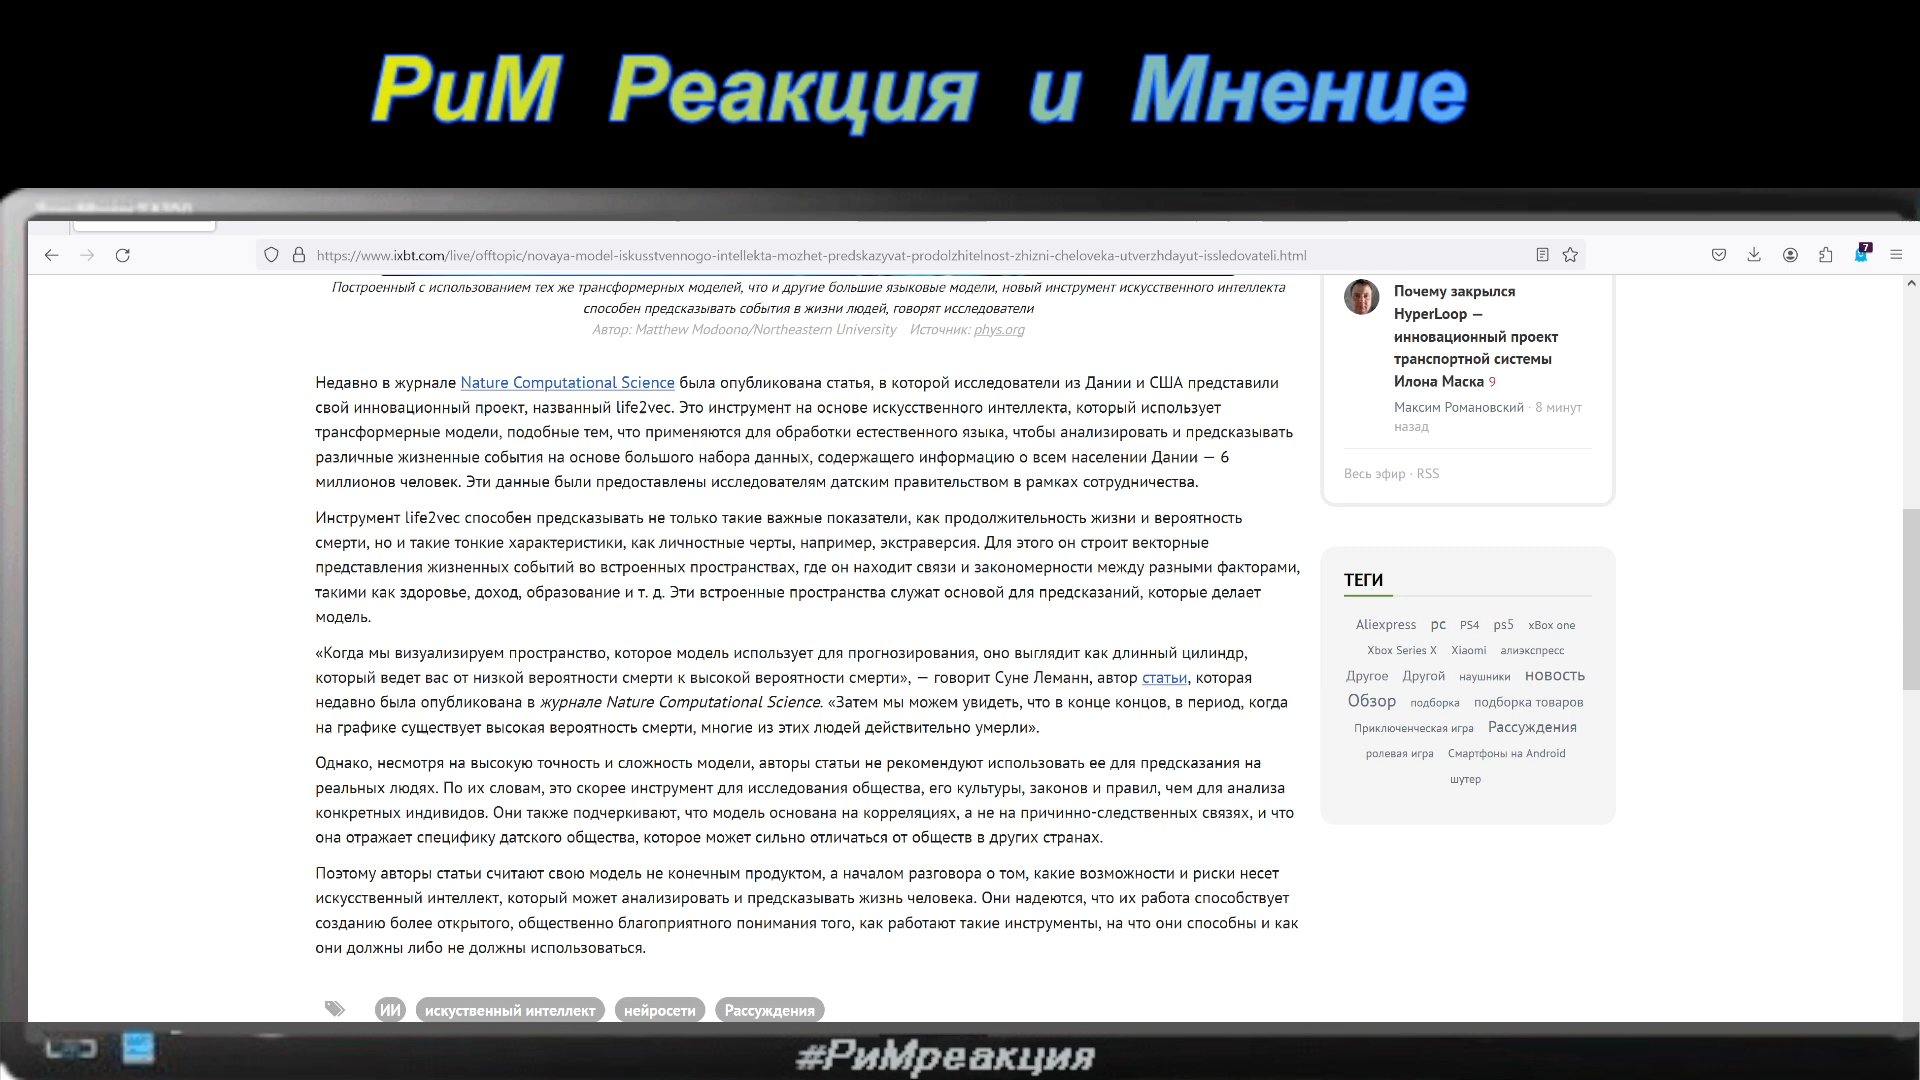 РиМ Реакция и Мнение
https://www.ixbt.com/live/offtopic/novaya-model-iskusstvennogo-intellekta-mozhet-predskazyvat-prodolzhitelnost-zhizni-cheloveka-utverzhdayut-issledovateli.html
7
Построенный с использованием тех же трансформерных моделей, что и другие большие языковые модели, новый инструмент искусственного интеллекта
способен предсказывать события в жизни людей, говорят исследователи
Автор: Matthew Modoono/Northeastern University Источник: phys.org
Недавно в журнале Nature Computational Science была опубликована статья, в которой исследователи из Дании и США представили
свой инновационный проект, названный life2vec. Это инструмент на основе искусственного интеллекта, который использует
трансформерные модели, подобные тем, что применяются для обработки естественного языка, чтобы анализировать и предсказывать
различные жизненные события на основе большого набора данных, содержащего информацию о всем населении Дании — 6
миллионов человек. Эти данные были предоставлены исследователям датским правительством в рамках сотрудничества.
Инструмент life2vec способен предсказывать не только такие важные показатели, как продолжительность жизни и вероятность
смерти, но и такие тонкие характеристики, как личностные черты, например, экстраверсия. Для этого он строит векторные
представления жизненных событий во встроенных пространствах, где он находит связи и закономерности между разными факторами,
такими как здоровье, доход, образование и т. д. Эти встроенные пространства служат основой для предсказаний, которые делает
модель.
«Когда мы визуализируем пространство, которое модель использует для прогнозирования, оно выглядит как длинный цилиндр,
который ведет вас от низкой вероятности смерти к высокой вероятности смерти», — говорит Суне Леманн, автор статьи, которая
недавно была опубликована в журнале Nature Computational Science. «Затем мы можем увидеть, что в конце концов, в период, когда
на графике существует высокая вероятность смерти, многие из этих людей действительно умерли».
Однако, несмотря на высокую точность и сложность модели, авторы статьи не рекомендуют использовать ее для предсказания на
реальных людях. По их словам, это скорее инструмент для исследования общества, его культуры, законов и правил, чем для анализа
конкретных индивидов. Они также подчеркивают, что модель основана на корреляциях, а не на причинно-следственных связях, и что
она отражает специфику датского общества, которое может сильно отличаться от обществ в других странах.
Поэтому авторы статьи считают свою модель не конечным продуктом, а началом разговора о том, какие возможности и риски несет
искусственный интеллект, который может анализировать и предсказывать жизнь человека. Они надеются, что их работа способствует
созданию более открытого, общественно благоприятного понимания того, как работают такие инструменты, на что они способны и как
они должны либо не должны использоваться.
ИИ искуственный интеллект нейросети Рассуждения
Почему закрылся
HyperLoop —
инновационный проект
транспортной системы
Илона Маска 9
Максим Романовский · 8 минут
назад
Весь эфир · RSS
ТЕГИ
Aliexpress pc PS4 ps5 xBox one
Xbox Series X Xiaomi алиэкспресс
Другое Другой наушники новость
Обзор подборка подборка товаров
Приключенческая игра Рассуждения
ролевая игра Смартфоны на Android
шутер
#РиМреакция